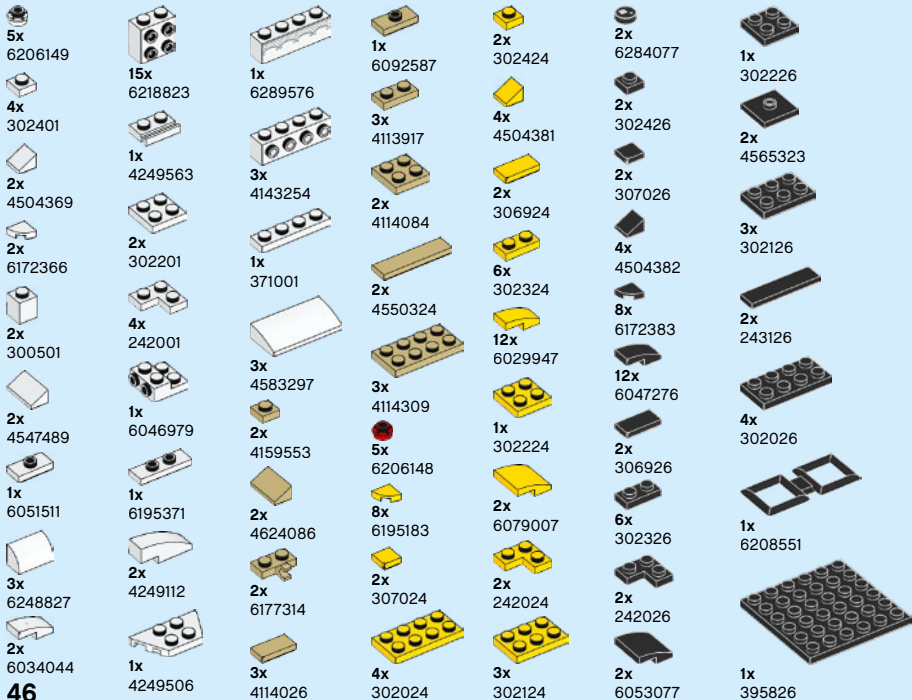 5x
6206149
4x
302401
2x
4504369
2x
6172366
2x
300501
2x
4547489
1x
6051511
3x
6248827
2x
6034044
46
15x
6218823
1x
4249563
2x
302201
4x
242001
1x
6046979
1x
6195371
2x
4249112
1x
4249506
1x
6289576
3x
4143254
1x
371001
3x
4583297
2x
4159553
2x
4624086
2x
6177314
3x
4114026
1x
6092587
3x
4113917
2x
4114084
2x
4550324
3x
4114309
5x
6206148
8x
6195183
2x
307024
4x
302024
2x
302424
4x
4504381
2x
306924
6x
302324
12x
6029947
1x
302224
2x
6079007
2x
242024
3x
302124
2x
6284077
2x
302426
2x
307026
4x
4504382
8x
6172383
12x
6047276
2x
306926
6x
302326
2x
242026
2x
6053077
1x
302226
2x
4565323
3x
302126
2x
243126
4x
302026
1x
6208551
1x
395826